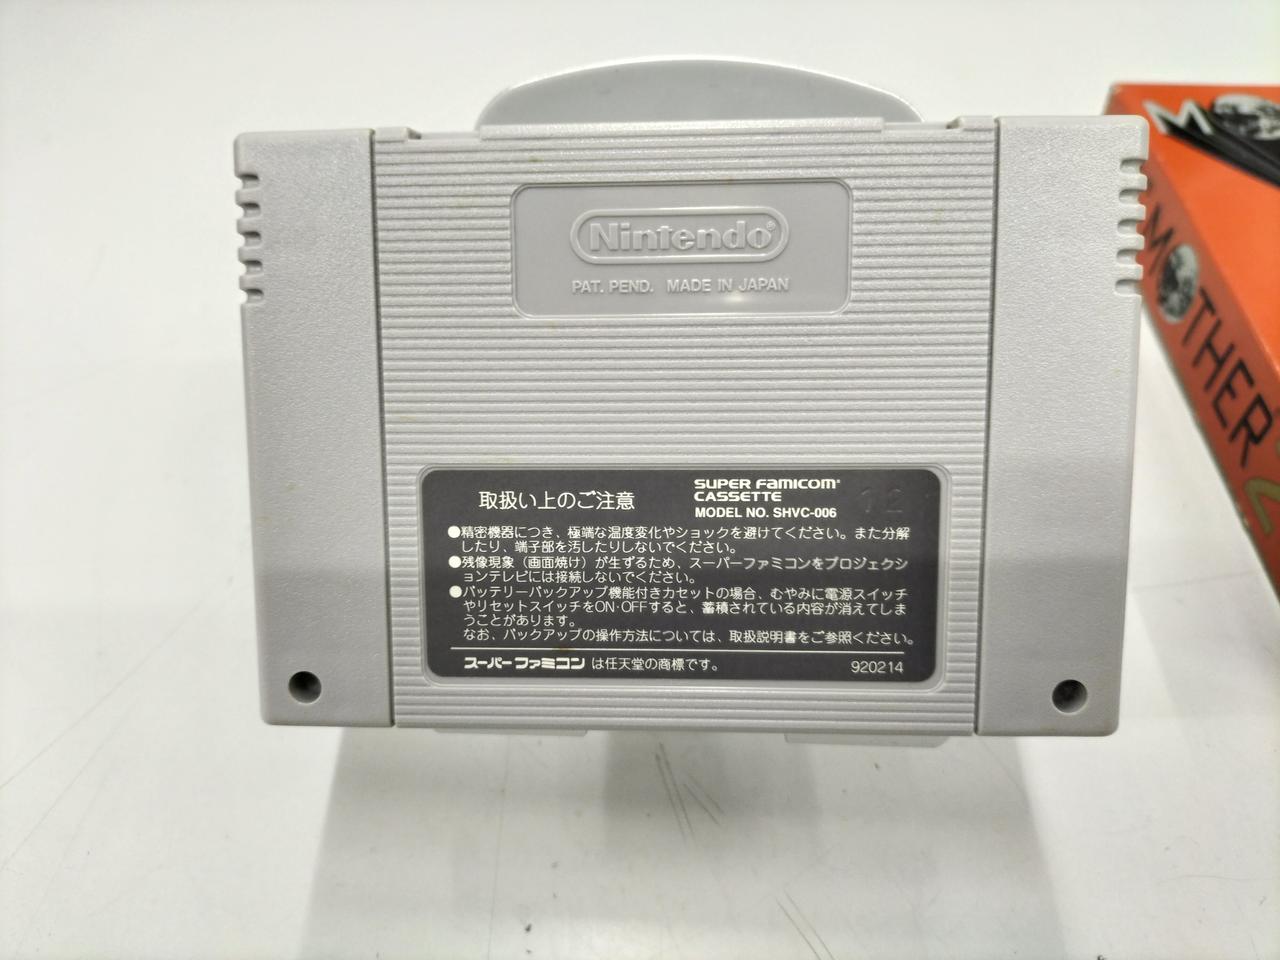 Nintendo®
PAT. PEND. MADE IN JAPAN
取扱い上のご注意
SUPER FAMICOM®
CASSETTE
MODEL NO. SHVC-006
12
●精密機器につき、極端な温度変化やショックを避けてください。また分解
したり、端子部を汚したりしないでください。
●残像現象（画面焼け）が生ずるため、スーパーファミコンをプロジェクシ
ョンテレビには接続しないでください。
●バッテリーバックアップ機能付きカセットの場合、むやみに電源スイッチ
やリセットスイッチをON·OFFすると、蓄積されている内容が消えてしま
うことがあります。
なお、バックアップの操作方法については、取扱説明書をご参照ください。
スーパーファミコン は任天堂の商標です。
920214
MOTHER 2